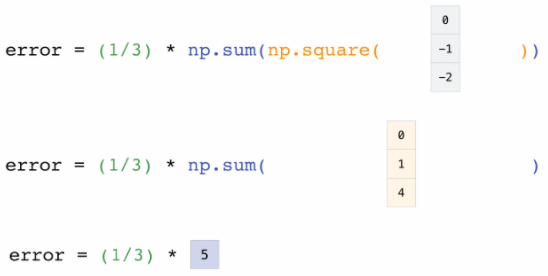 0
error = (1/3) * np.sum(np.square( -1 ))
-2
0
error = (1/3) * np.sum( 1 )
4
error = (1/3) * 5